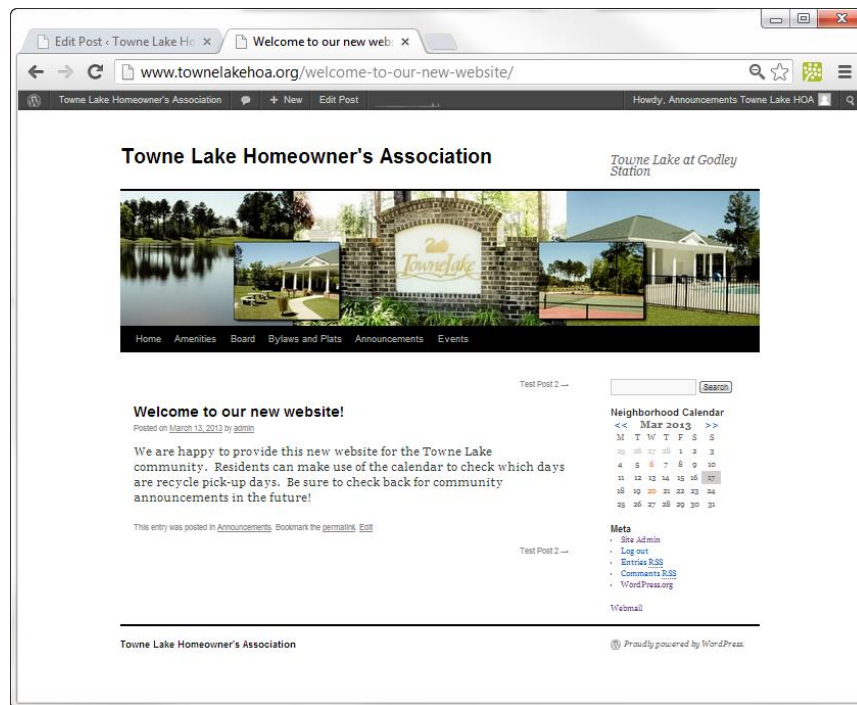 Edit Post ‹ Towne Lake Ho
Welcome to our new web
www.townelakehoa.org/welcome-to-our-new-website/
Towne Lake Homeowner's Association + New Edit Post Howdy, Announcements Towne Lake HOA
Towne Lake Homeowner's Association
Towne Lake at Godley
Station
TowneLake
Home Amenities Board Bylaws and Plats Announcements Events
Test Post 2 →
Welcome to our new website!
Posted on March 13, 2013 by admin
We are happy to provide this new website for the Towne Lake
community. Residents can make use of the calendar to check which days
are recycle pick-up days. Be sure to check back for community
announcements in the future!
This entry was posted in Announcements. Bookmark the permalink. Edit
Test Post 2 →
Search
Neighborhood Calendar
<< Mar 2013 >>
M T W T F S S
25 26 27 28 1 2 3
4 5 6 7 8 9 10
11 12 13 14 15 16 17
18 19 20 21 22 23 24
25 26 27 28 29 30 31
Meta
Site Admin
Log out
Entries RSS
Comments RSS
WordPress.org
Webmail
Towne Lake Homeowner's Association
Proudly powered by WordPress.